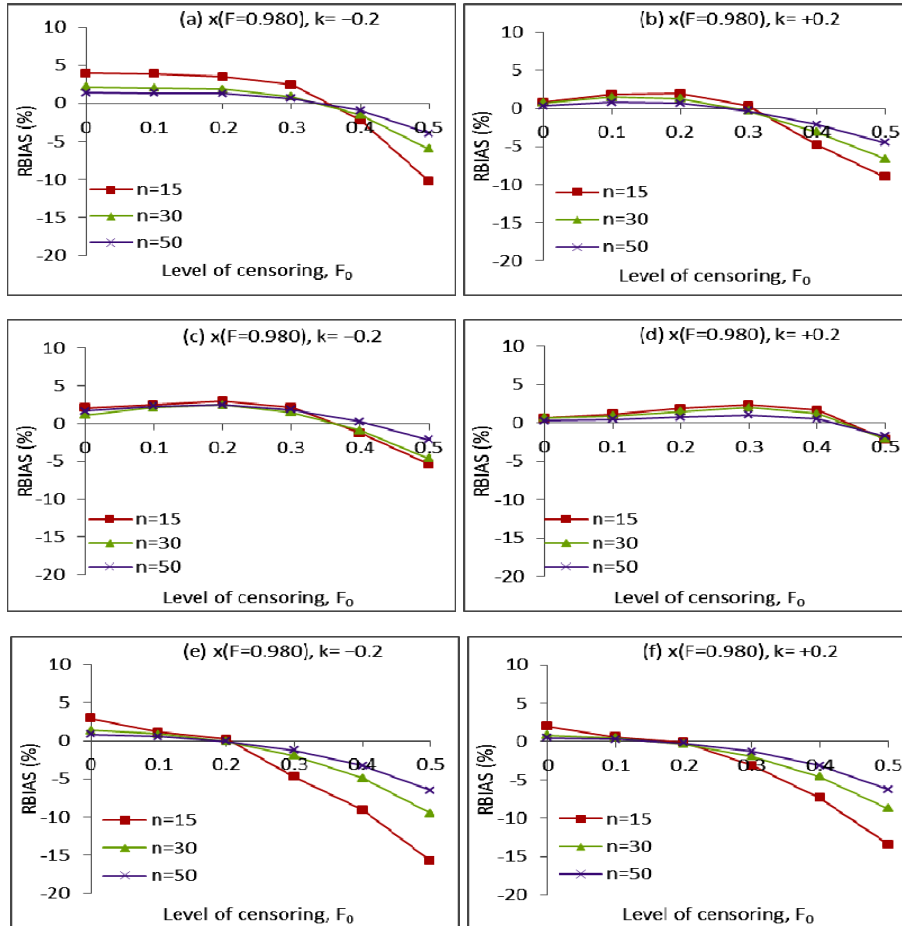 (a) x(F=0.980), k= −0.2
10
5
0
-5
-10
-15
-20
RBIAS (%)
0 0.1 0.2 0.3 0.4 0.5
n=15
n=30
n=50
Level of censoring, F₀
(b) x(F=0.980), k= +0.2
10
5
0
-5
-10
-15
-20
RBIAS (%)
0 0.1 0.2 0.3 0.4 0.5
n=15
n=30
n=50
Level of censoring, F₀
(c) x(F=0.980), k= −0.2
10
5
0
-5
-10
-15
-20
RBIAS (%)
0 0.1 0.2 0.3 0.4 0.5
n=15
n=30
n=50
Level of censoring, F₀
(d) x(F=0.980), k= +0.2
10
5
0
-5
-10
-15
-20
RBIAS (%)
0 0.1 0.2 0.3 0.4 0.5
n=15
n=30
n=50
Level of censoring, F₀
(e) x(F=0.980), k= −0.2
10
5
0
-5
-10
-15
-20
RBIAS (%)
0 0.1 0.2 0.3 0.4 0.5
n=15
n=30
n=50
Level of censoring, F₀
(f) x(F=0.980), k= +0.2
10
5
0
-5
-10
-15
-20
RBIAS (%)
0 0.1 0.2 0.3 0.4 0.5
n=15
n=30
n=50
Level of censoring, F₀